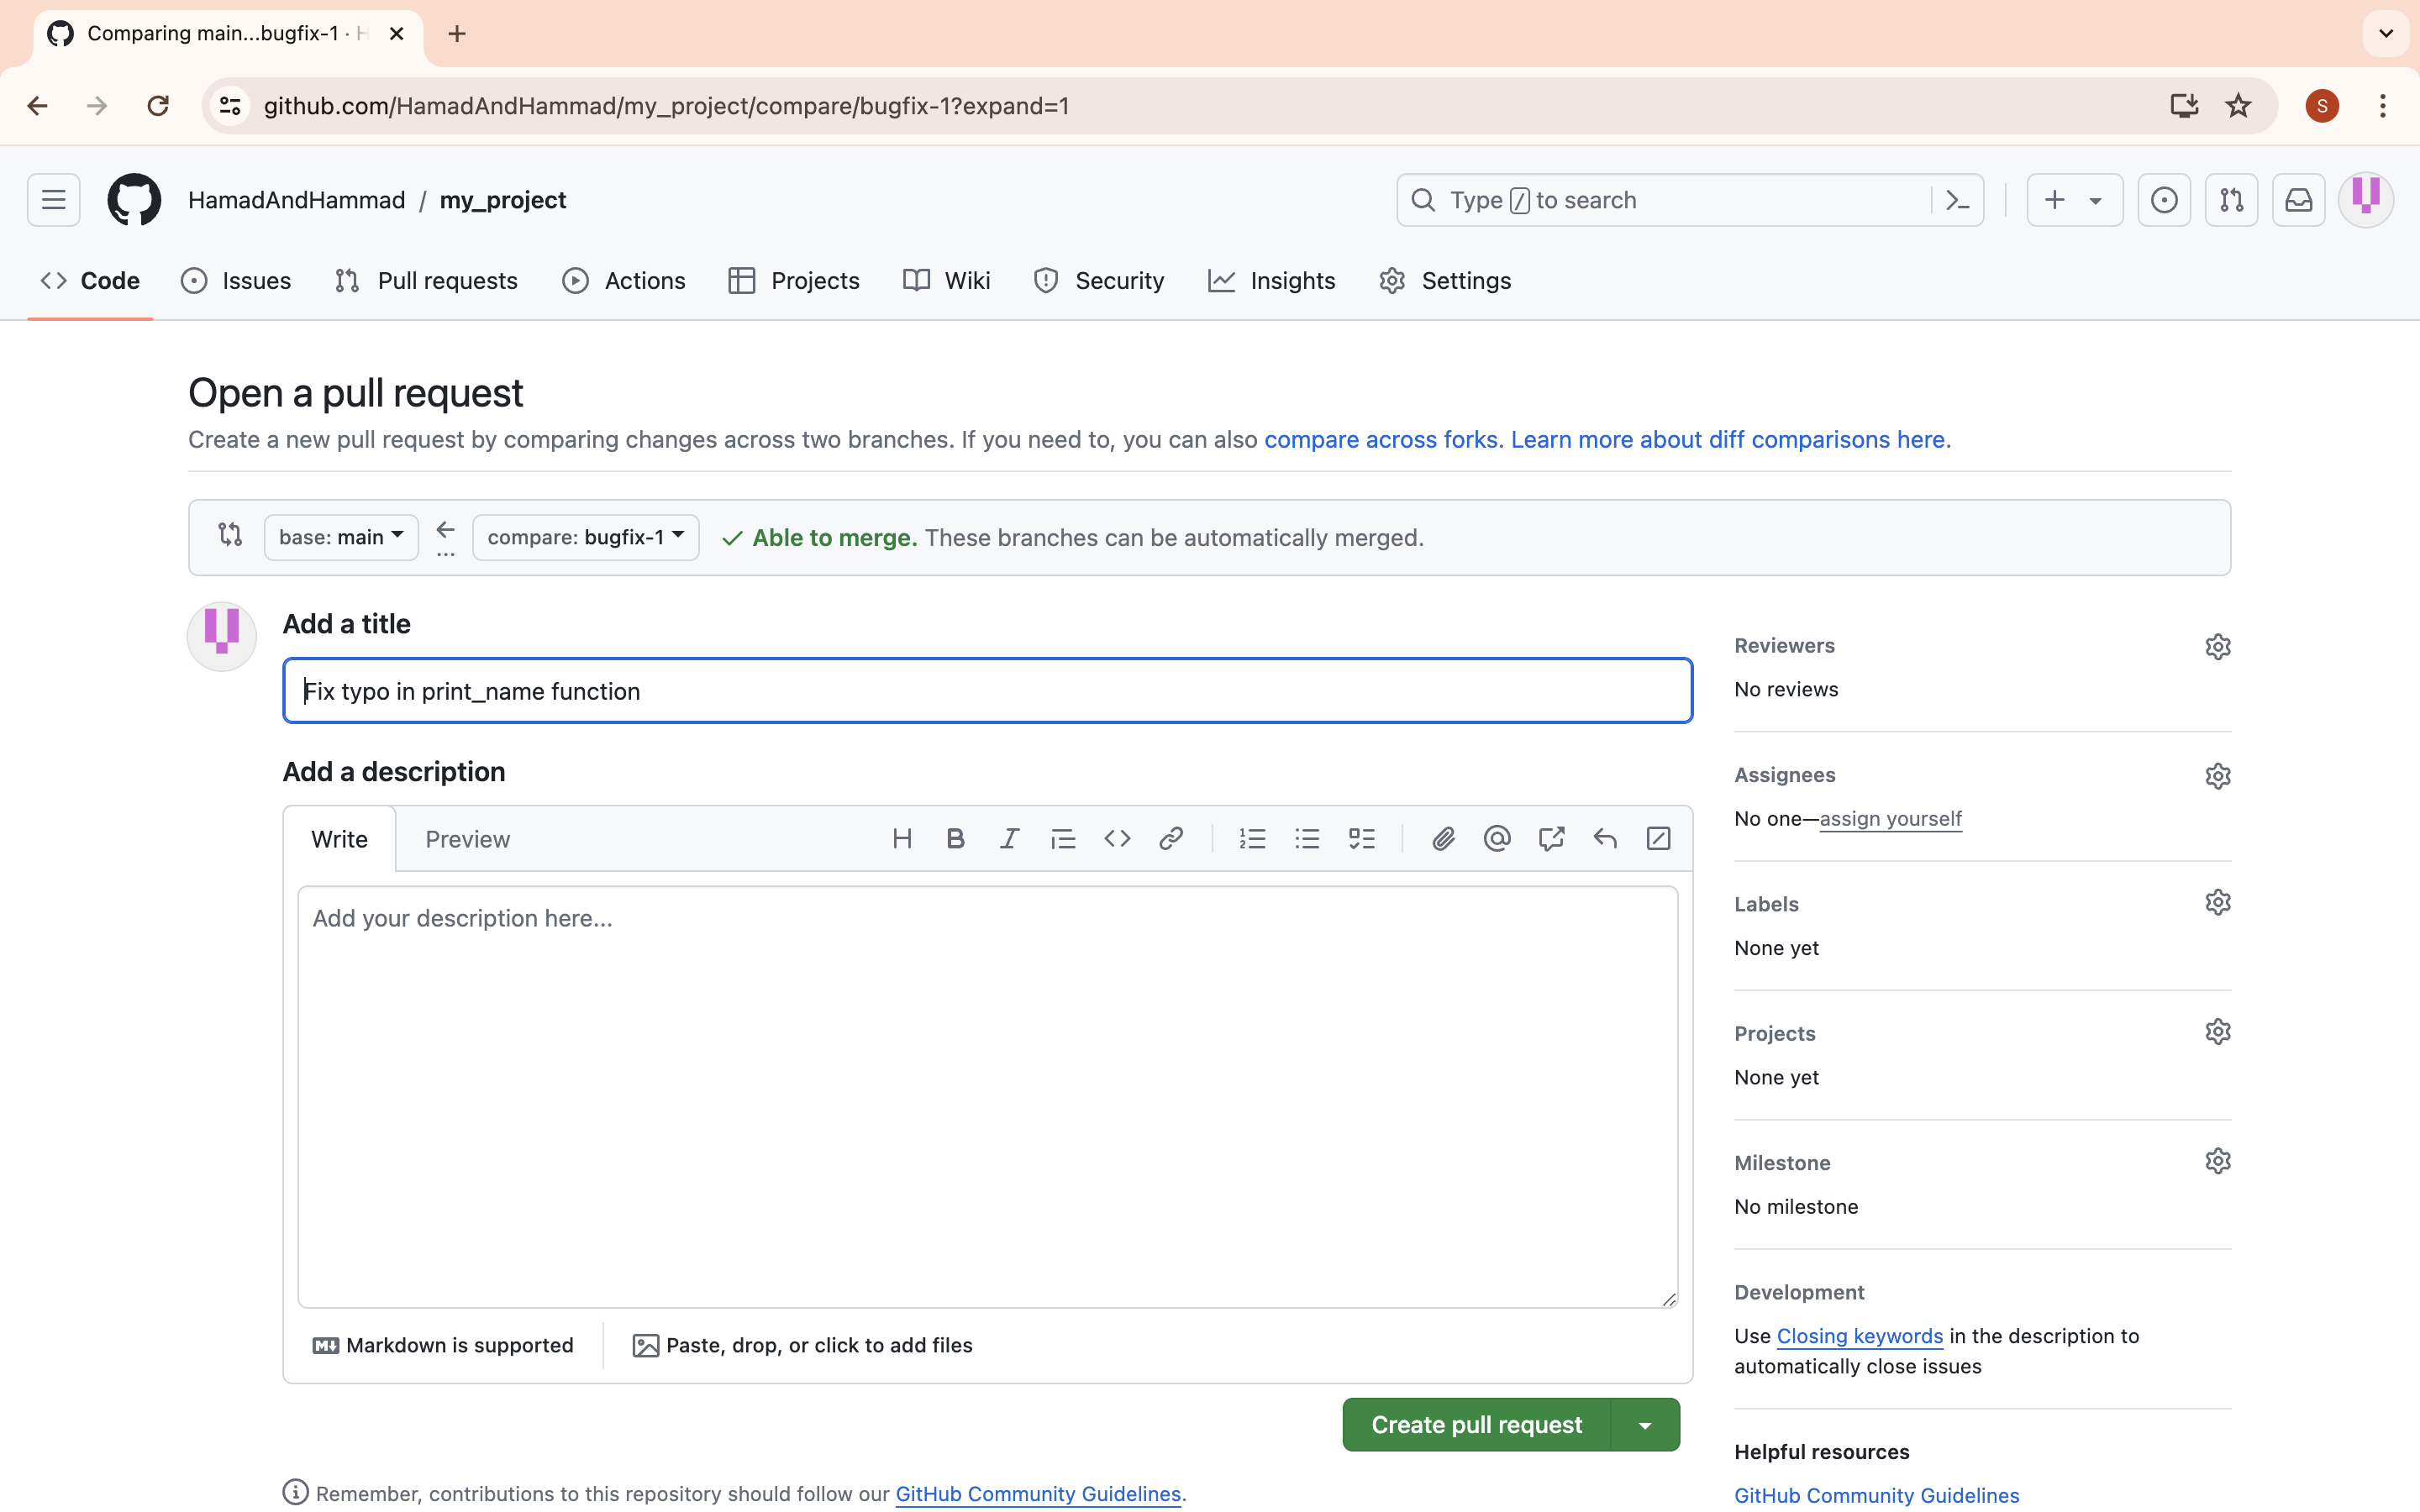 Comparing main...bugfix-1 ·
github.com/HamadAndHammad/my_project/compare/bugfix-1?expand=1
S
HamadAndHammad / my_project
Type / to search
Code
Issues
Pull requests
Actions
Projects
Wiki
Security
Insights
Settings
Open a pull request
Create a new pull request by comparing changes across two branches. If you need to, you can also compare across forks. Learn more about diff comparisons here.
base: main
...
compare: bugfix-1
Able to merge. These branches can be automatically merged.
Add a title
Fix typo in print_name function
Add a description
Write
Preview
Add your description here...
Markdown is supported
Paste, drop, or click to add files
Create pull request
Remember, contributions to this repository should follow our GitHub Community Guidelines.
Reviewers
No reviews
Assignees
No one—assign yourself
Labels
None yet
Projects
None yet
Milestone
No milestone
Development
Use Closing keywords in the description to
automatically close issues
Helpful resources
GitHub Community Guidelines